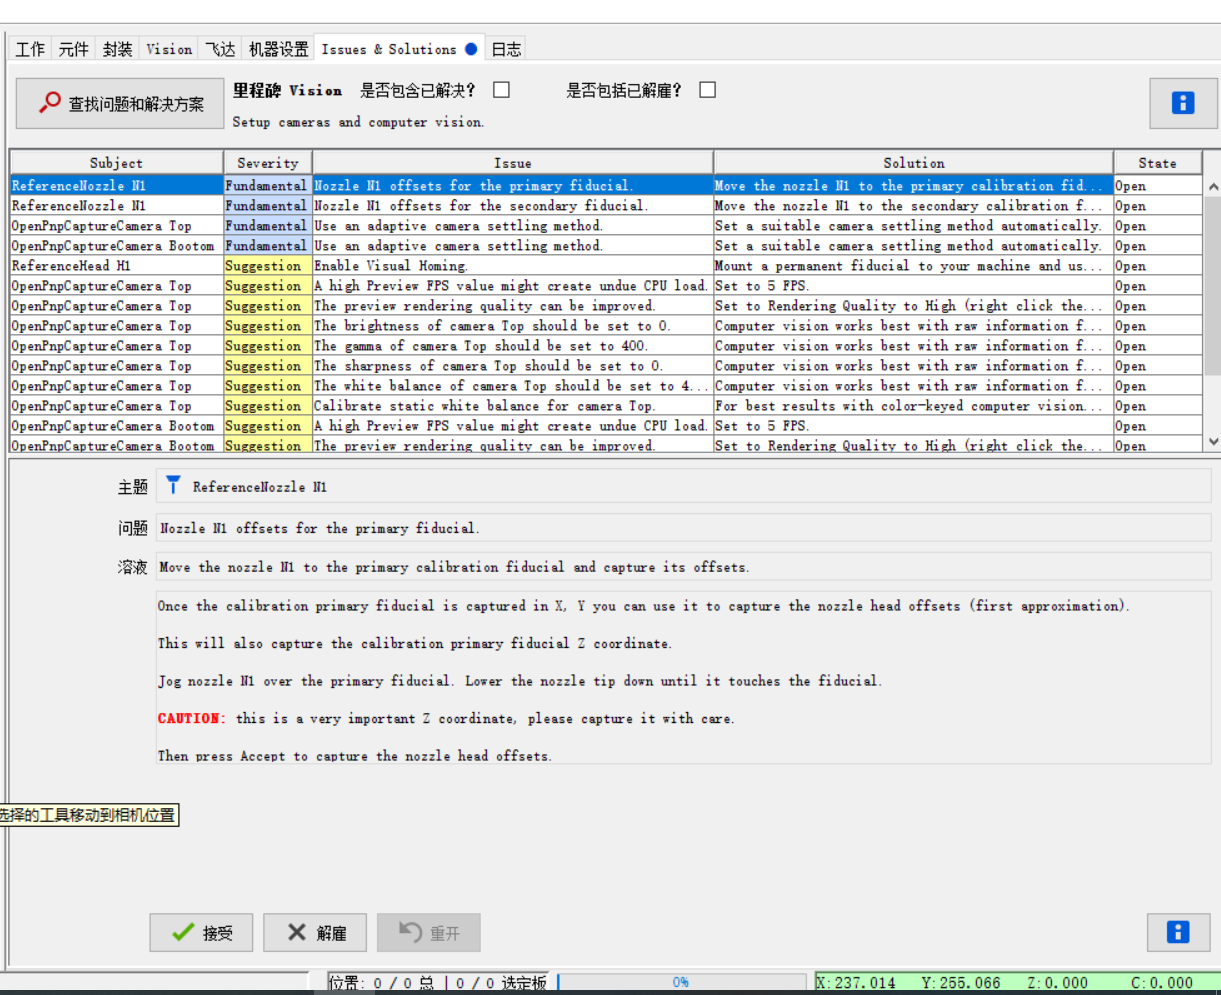 工作 元件 封装 Vision 飞达 机器设置 Issues & Solutions 日志
查找问题和解决方案 里程碑 Vision 是否包含已解决? 是否包括已解雇?
Setup cameras and computer vision.
Subject Severity Issue Solution State
ReferenceNozzle N1 Fundamental Nozzle N1 offsets for the primary fiducial. Move the nozzle N1 to the primary calibration fid... Open
ReferenceNozzle N1 Fundamental Nozzle N1 offsets for the secondary fiducial. Move the nozzle N1 to the secondary calibration f... Open
OpenPnpCaptureCamera Top Fundamental Use an adaptive camera settling method. Set a suitable camera settling method automatically. Open
OpenPnpCaptureCamera Bootom Fundamental Use an adaptive camera settling method. Set a suitable camera settling method automatically. Open
ReferenceHead H1 Suggestion Enable Visual Homing. Mount a permanent fiducial to your machine and us... Open
OpenPnpCaptureCamera Top Suggestion A high Preview FPS value might create undue CPU load. Set to 5 FPS. Open
OpenPnpCaptureCamera Top Suggestion The preview rendering quality can be improved. Set to Rendering Quality to High (right click the... Open
OpenPnpCaptureCamera Top Suggestion The brightness of camera Top should be set to 0. Computer vision works best with raw information f... Open
OpenPnpCaptureCamera Top Suggestion The gamma of camera Top should be set to 400. Computer vision works best with raw information f... Open
OpenPnpCaptureCamera Top Suggestion The sharpness of camera Top should be set to 0. Computer vision works best with raw information f... Open
OpenPnpCaptureCamera Top Suggestion The white balance of camera Top should be set to 4... Computer vision works best with raw information f... Open
OpenPnpCaptureCamera Top Suggestion Calibrate static white balance for camera Top. For best results with color-keyed computer vision... Open
OpenPnpCaptureCamera Bootom Suggestion A high Preview FPS value might create undue CPU load. Set to 5 FPS. Open
OpenPnpCaptureCamera Bootom Suggestion The preview rendering quality can be improved. Set to Rendering Quality to High (right click the... Open
主题 ReferenceNozzle N1
问题 Nozzle N1 offsets for the primary fiducial.
溶液 Move the nozzle N1 to the primary calibration fiducial and capture its offsets.
Once the calibration primary fiducial is captured in X, Y you can use it to capture the nozzle head offsets (first approximation).
This will also capture the calibration primary fiducial Z coordinate.
Jog nozzle N1 over the primary fiducial. Lower the nozzle tip down until it touches the fiducial.
CAUTION: this is a very important Z coordinate, please capture it with care.
Then press Accept to capture the nozzle head offsets.
选择的工具移动到相机位置
接受 解雇 重开
位置: 0 / 0 总 | 0 / 0 选定板 0% X:237.014 Y:255.066 Z:0.000 C:0.000